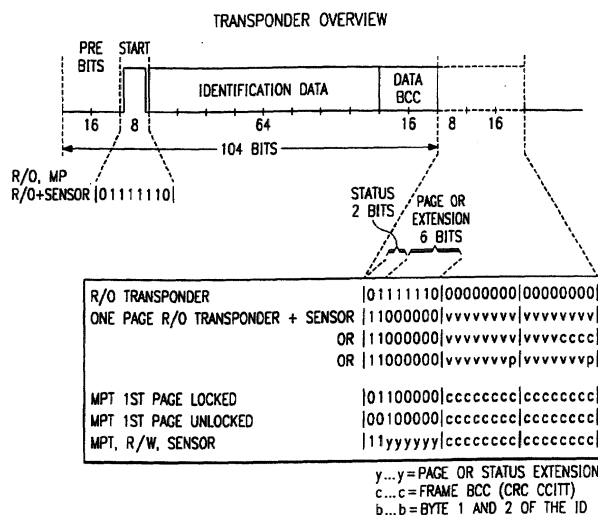 TRANSPONDER OVERVIEW
PRE BITS
START
IDENTIFICATION DATA
DATA BCC
16 8 64 16 8 16
104 BITS
R/O, MP
R/O+SENSOR |01111110|
STATUS 2 BITS
PAGE OR EXTENSION 6 BITS
R/O TRANSPONDER |01111110|00000000|00000000|
ONE PAGE R/O TRANSPONDER + SENSOR |11000000|vvvvvvvv|vvvvvvvv|
OR |11000000|vvvvvvvv|vvvvcccc|
OR |11000000|vvvvvvvp|vvvvvvvp|
MPT 1ST PAGE LOCKED |01100000|cccccccc|cccccccc|
MPT 1ST PAGE UNLOCKED |00100000|cccccccc|cccccccc|
MPT, R/W, SENSOR |11yyyyyy|cccccccc|cccccccc|
y...y=PAGE OR STATUS EXTENSION
c...c=FRAME BCC (CRC CCITT)
b...b=BYTE 1 AND 2 OF THE ID